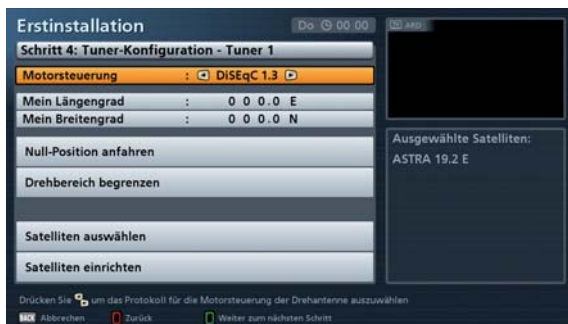 Erstinstallation
Do 00:00
ARD
Schritt 4: Tuner-Konfiguration - Tuner 1
Motorsteuerung : DiSEqC 1.3
Mein Längengrad : 0 0 0.0 E
Mein Breitengrad : 0 0 0.0 N
Null-Position anfahren
Drehbereich begrenzen
Satelliten auswählen
Satelliten einrichten
Ausgewählte Satelliten:
ASTRA 19.2 E
Drücken Sie um das Protokoll für die Motorsteuerung der Drehantenne auszuwählen
BACK Abbrechen Zurück Weiter zum nächsten Schritt